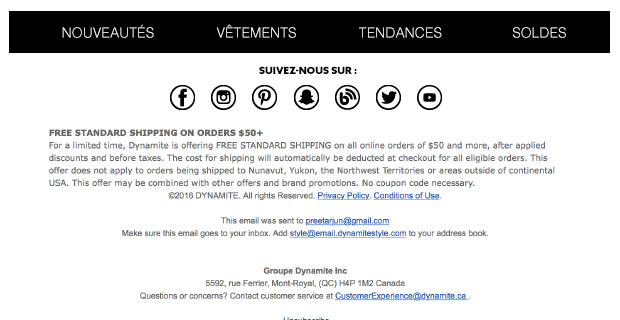 NOUVEAUTÉS VÊTEMENTS TENDANCES SOLDES
SUIVEZ-NOUS SUR :
FREE STANDARD SHIPPING ON ORDERS $50+
For a limited time, Dynamite is offering FREE STANDARD SHIPPING on all online orders of $50 and more, after applied
discounts and before taxes. The cost for shipping will automatically be deducted at checkout for all eligible orders. This
offer does not apply to orders being shipped to Nunavut, Yukon, the Northwest Territories or areas outside of continental
USA. This offer may be combined with other offers and brand promotions. No coupon code necessary.
©2016 DYNAMITE. All rights Reserved. Privacy Policy. Conditions of Use.
This email was sent to preetarjun@gmail.com
Make sure this email goes to your inbox. Add style@email.dynamitestyle.com to your address book.
Groupe Dynamite Inc
5592, rue Ferrier, Mont-Royal, (QC) H4P 1M2 Canada
Questions or concerns? Contact customer service at CustomerExperience@dynamite.ca .